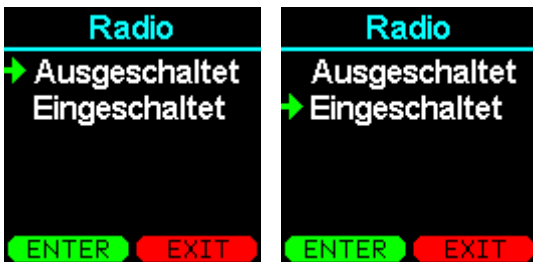 Radio
Ausgeschaltet
Eingeschaltet
ENTER EXIT
Radio
Ausgeschaltet
Eingeschaltet
ENTER EXIT